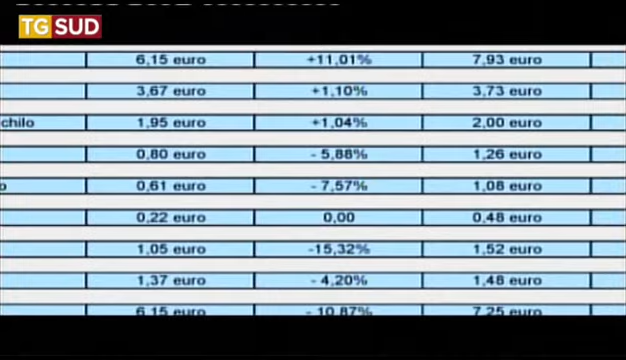 TG SUD
6,15 euro +11,01% 7,93 euro
3,67 euro +1,10% 3,73 euro
chilo 1,95 euro +1,04% 2,00 euro
0,80 euro - 5,88% 1,26 euro
o 0,61 euro - 7,57% 1,08 euro
0,22 euro 0,00 0,48 euro
1,05 euro -15,32% 1,52 euro
1,37 euro - 4,20% 1,48 euro
6,15 euro - 10,87% 7,25 euro